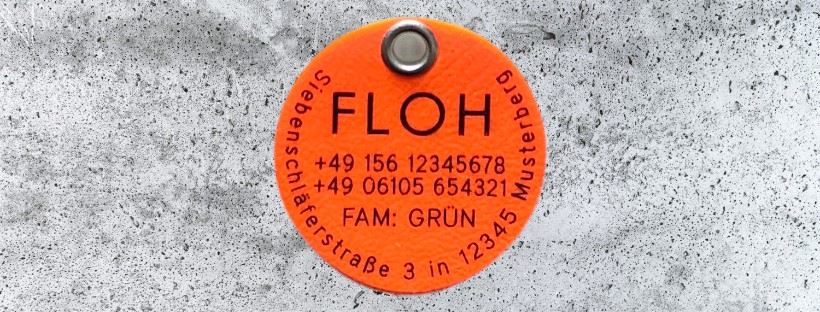 FLOH
+49 156 12345678
+49 06105 654321
FAM: GRÜN
Siebenschläferstraße 3 in 12345 Musterberg